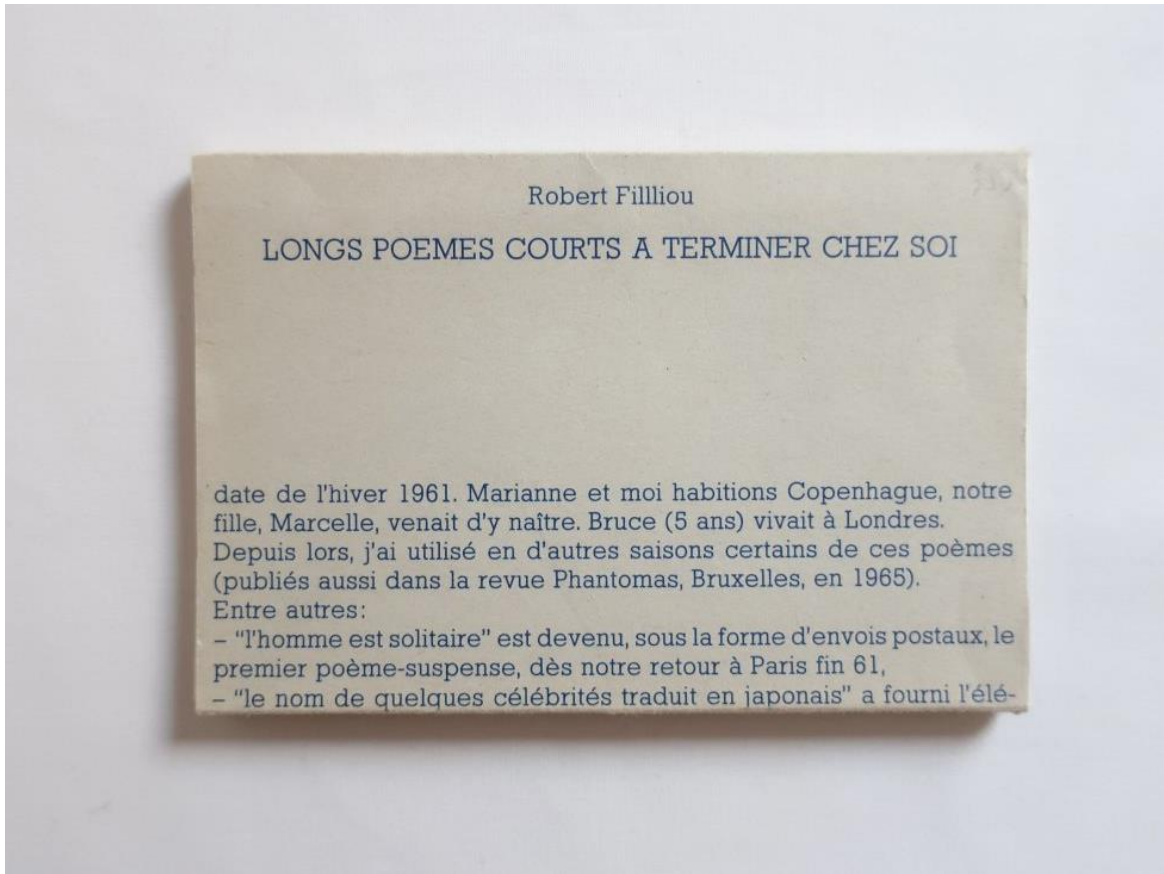 Robert Fillliou
LONGS POEMES COURTS A TERMINER CHEZ SOI
date de l'hiver 1961. Marianne et moi habitions Copenhague, notre
fille, Marcelle, venait d'y naître. Bruce (5 ans) vivait à Londres.
Depuis lors, j'ai utilisé en d'autres saisons certains de ces poèmes
(publiés aussi dans la revue Phantomas, Bruxelles, en 1965).
Entre autres:
– "l'homme est solitaire" est devenu, sous la forme d'envois postaux, le
premier poème-suspense, dès notre retour à Paris fin 61,
– "le nom de quelques célébrités traduit en japonais" a fourni l'élé-